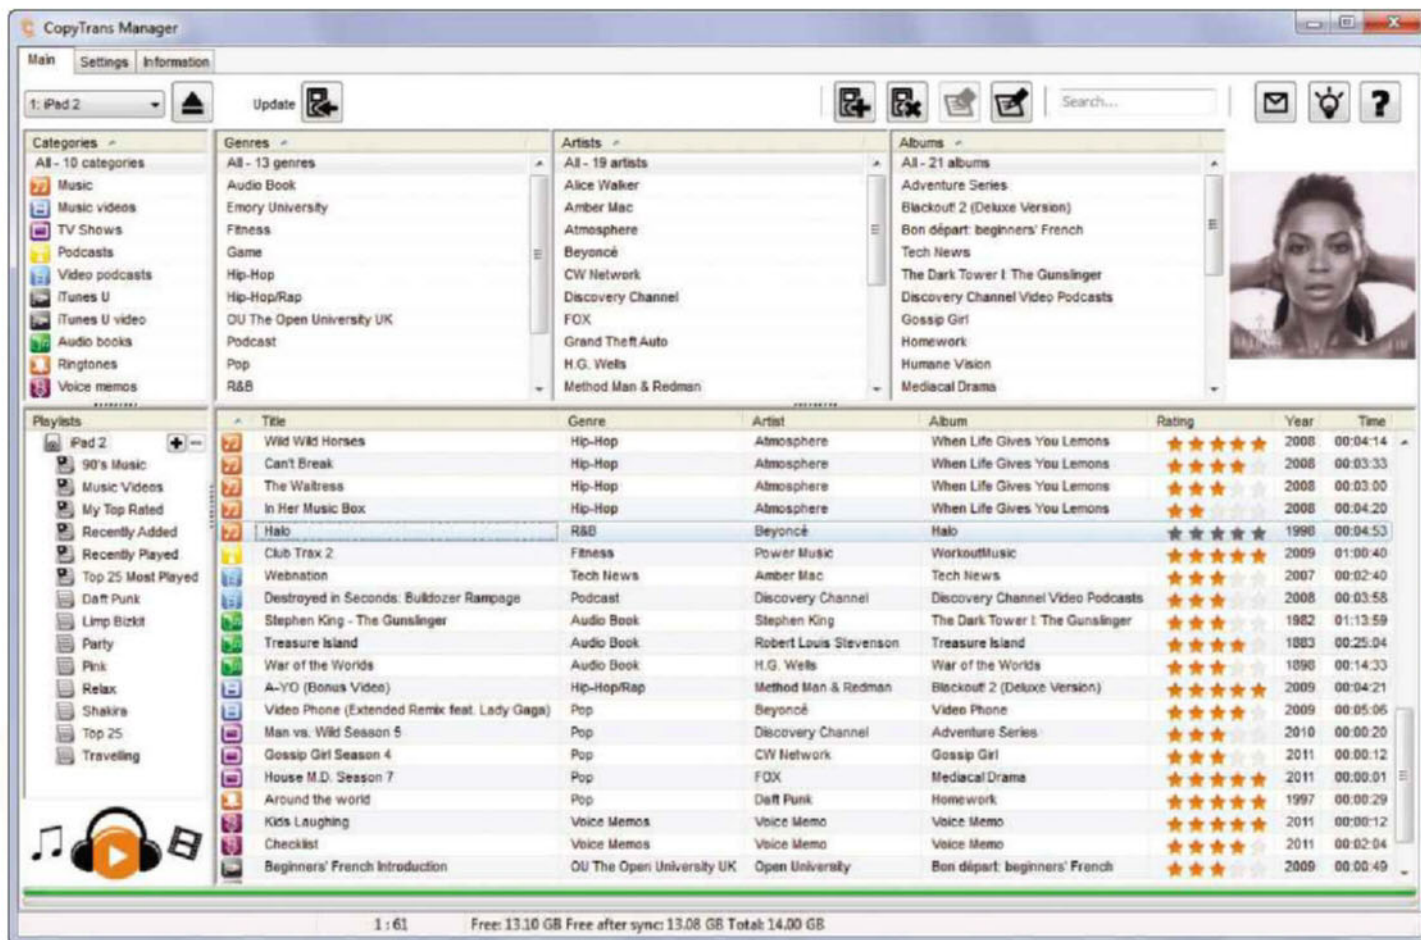 CopyTrans Manager
Main Settings Information
1: iPad 2 Update Search...
Categories
All - 10 categories
Music
Music videos
TV Shows
Podcasts
Video podcasts
iTunes U
iTunes U video
Audio books
Ringtones
Voice memos
Genres
All - 13 genres
Audio Book
Emory University
Fitness
Game
Hip-Hop
Hip-Hop/Rap
OU The Open University UK
Podcast
Pop
R&B
Artists
All - 19 artists
Alice Walker
Amber Mac
Atmosphere
Beyoncé
CW Network
Discovery Channel
FOX
Grand Theft Auto
H.G. Wells
Method Man & Redman
Albums
All - 21 albums
Adventure Series
Blackout! 2 (Deluxe Version)
Bon départ: beginners' French
Tech News
The Dark Tower I: The Gunslinger
Discovery Channel Video Podcasts
Gossip Girl
Homework
Humane Vision
Mediacal Drama
Playlists
iPad 2
90's Music
Music Videos
My Top Rated
Recently Added
Recently Played
Top 25 Most Played
Daft Punk
Limp Bizkit
Party
Pink
Relax
Shakira
Top 25
Travelling
Title Genre Artist Album Rating Year Time
Wild Wild Horses Hip-Hop Atmosphere When Life Gives You Lemons 2008 00:04:14
Can't Break Hip-Hop Atmosphere When Life Gives You Lemons 2008 00:03:33
The Waitress Hip-Hop Atmosphere When Life Gives You Lemons 2008 00:03:00
In Her Music Box Hip-Hop Atmosphere When Life Gives You Lemons 2008 00:04:20
Halo R&B Beyoncé Halo 1998 00:04:53
Club Trax 2 Fitness Power Music WorkoutMusic 2009 01:00:40
Webnation Tech News Amber Mac Tech News 2007 00:02:40
Destroyed in Seconds: Bulldozer Rampage Podcast Discovery Channel Discovery Channel Video Podcasts 2008 00:03:58
Stephen King - The Gunslinger Audio Book Stephen King The Dark Tower I: The Gunslinger 1982 01:13:59
Treasure Island Audio Book Robert Louis Stevenson Treasure Island 1883 00:25:04
War of the Worlds Audio Book H.G. Wells War of the Worlds 1898 00:14:33
A-YO (Bonus Video) Hip-Hop/Rap Method Man & Redman Blackout! 2 (Deluxe Version) 2009 00:04:21
Video Phone (Extended Remix feat. Lady Gaga) Pop Beyoncé Video Phone 2009 00:05:06
Man vs. Wild Season 5 Pop Discovery Channel Adventure Series 2010 00:00:20
Gossip Girl Season 4 Pop CW Network Gossip Girl 2011 00:00:12
House M.D. Season 7 Pop FOX Mediacal Drama 2011 00:00:01
Around the world Pop Daft Punk Homework 1997 00:00:29
Kids Laughing Voice Memos Voice Memo Voice Memo 2011 00:00:12
Checklist Voice Memos Voice Memo Voice Memo 2011 00:02:04
Beginners' French Introduction OU The Open University UK Open University Bon départ: beginners' French 2009 00:00:49
1 : 61 Free: 13.10 GB Free after sync: 13.08 GB Total: 14.00 GB